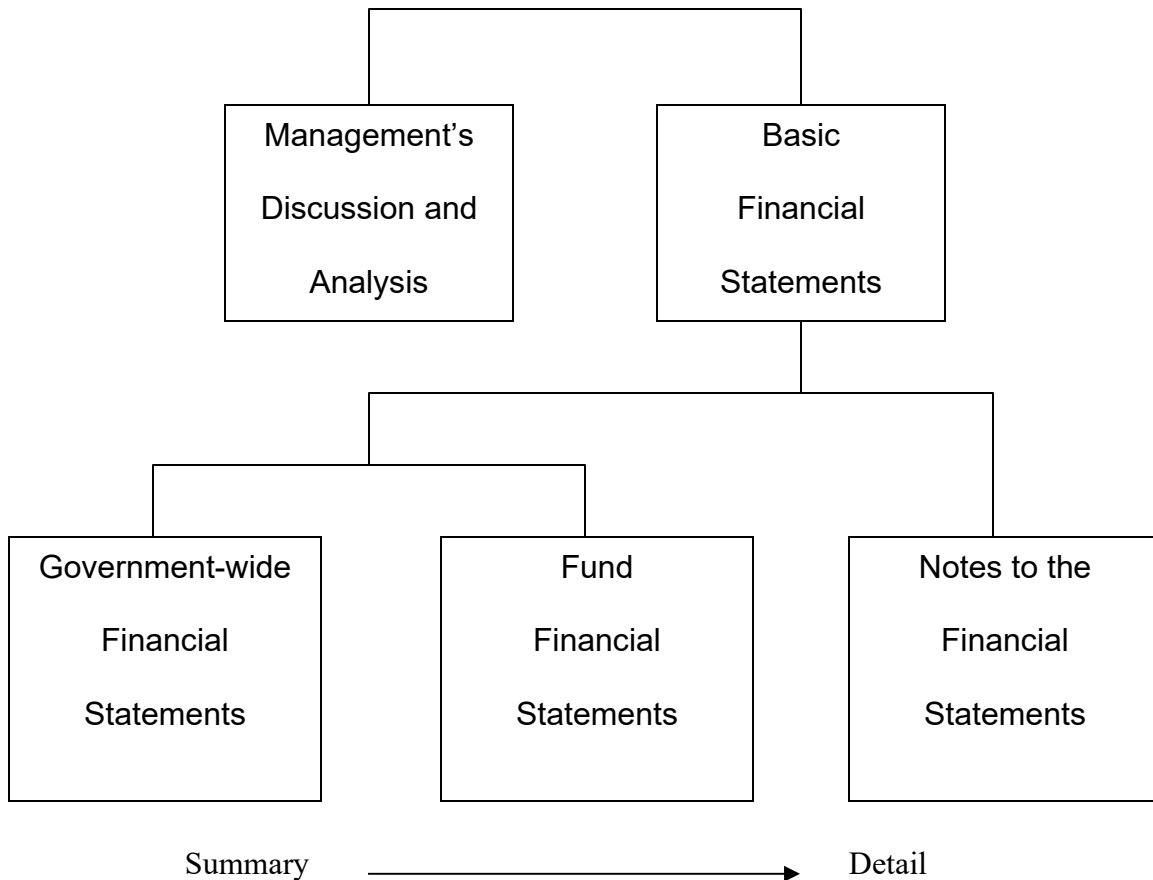 Management’s
Discussion and
Analysis
Basic
Financial
Statements
Government-wide
Financial
Statements
Fund
Financial
Statements
Notes to the
Financial
Statements
Summary
Detail